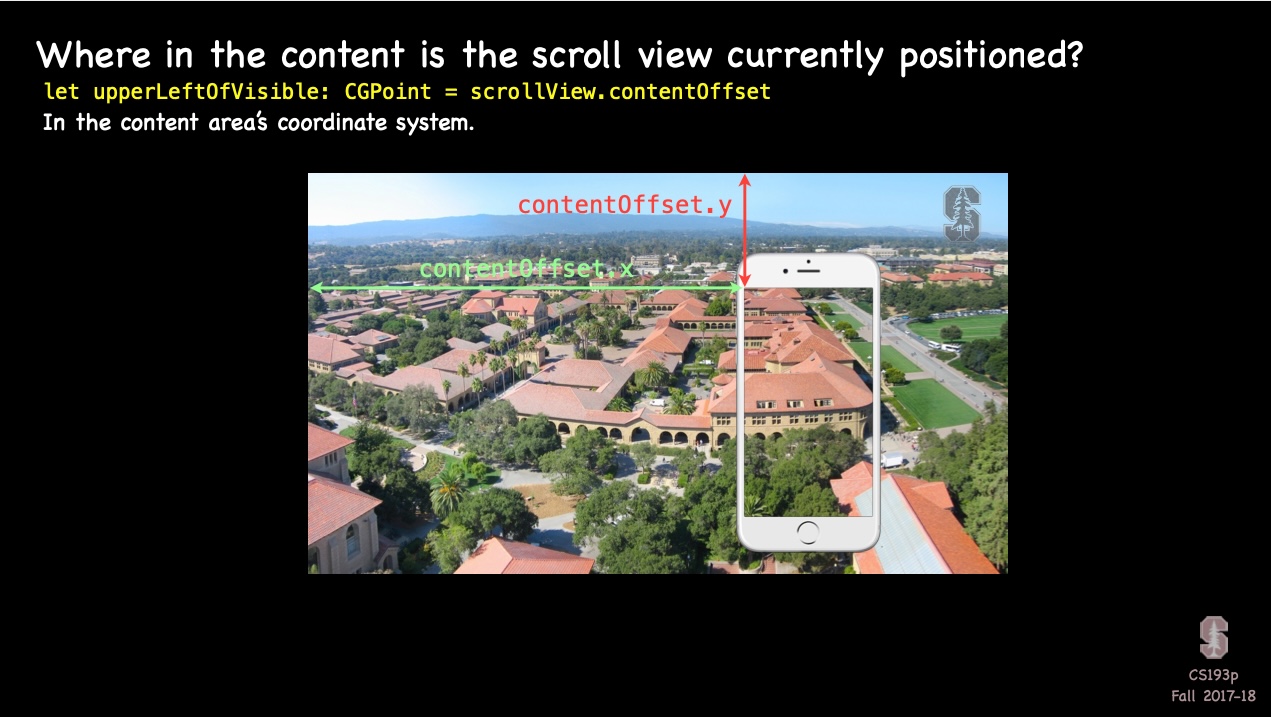 Where in the content is the scroll view currently positioned?
let upperLeftOfVisible: CGPoint = scrollView.contentOffset
In the content area's coordinate system.
contentOffset.y
contentOffset.x
S
S
CS193p
Fall 2017-18